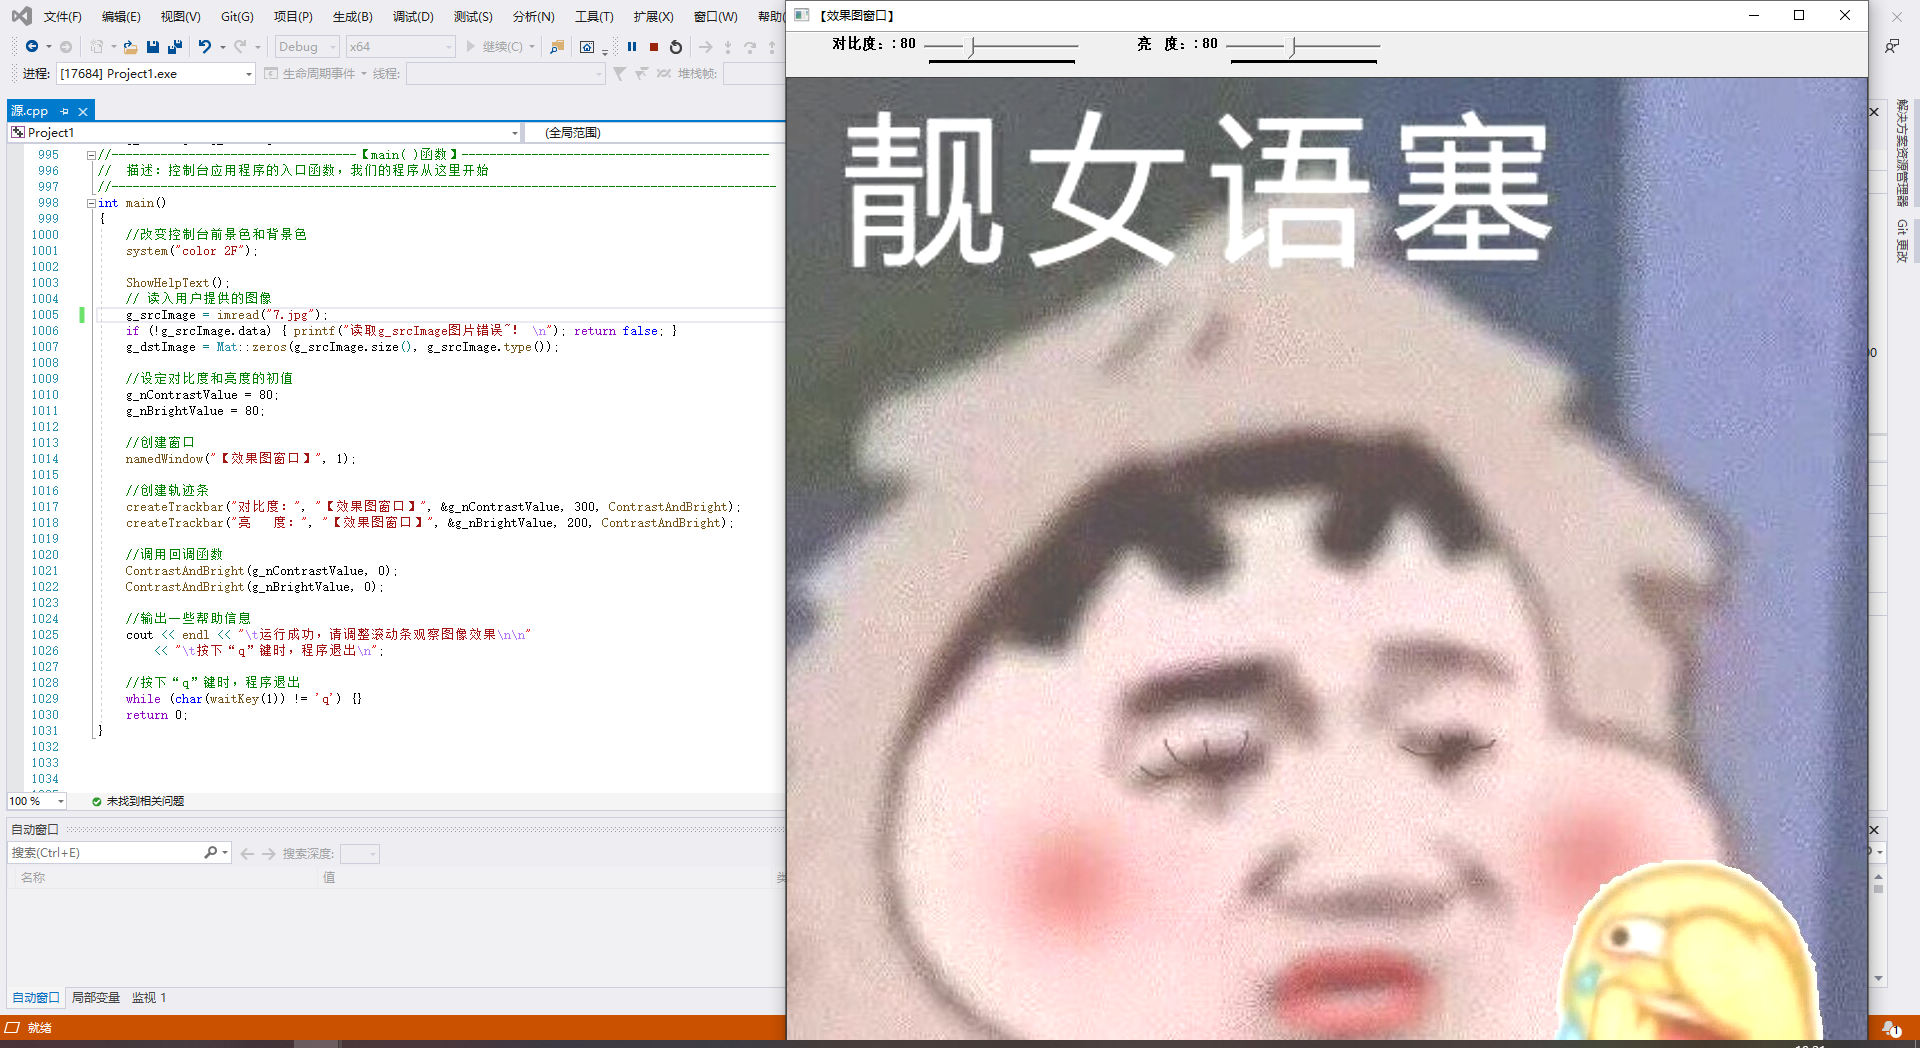 文件(F) 编辑(E) 视图(V) Git(G) 项目(P) 生成(B) 调试(D) 测试(S) 分析(N) 工具(T) 扩展(X) 窗口(W) 帮助(
Debug x64 继续(C)
进程: [17684] Project1.exe 生命周期事件 线程: 堆栈帧:
源.cpp
Project1 (全局范围)
995 //-----------------------------------【main( )函数】--------------------------------------------
996 // 描述：控制台应用程序的入口函数，我们的程序从这里开始
997 //-----------------------------------------------------------------------------------------------
998 int main()
999 {
1000 //改变控制台前景色和背景色
1001 system("color 2F");
1002
1003 ShowHelpText();
1004 // 读入用户提供的图像
1005 g_srcImage = imread("7.jpg");
1006 if (!g_srcImage.data) { printf("读取g_srcImage图片错误~！ \n"); return false; }
1007 g_dstImage = Mat::zeros(g_srcImage.size(), g_srcImage.type());
1008
1009 //设定对比度和亮度的初值
1010 g_nContrastValue = 80;
1011 g_nBrightValue = 80;
1012
1013 //创建窗口
1014 namedWindow("【效果图窗口】", 1);
1015
1016 //创建轨迹条
1017 createTrackbar("对比度：", "【效果图窗口】", &g_nContrastValue, 300, ContrastAndBright);
1018 createTrackbar("亮   度：", "【效果图窗口】", &g_nBrightValue, 200, ContrastAndBright);
1019
1020 //调用回调函数
1021 ContrastAndBright(g_nContrastValue, 0);
1022 ContrastAndBright(g_nBrightValue, 0);
1023
1024 //输出一些帮助信息
1025 cout << endl << "\t运行成功，请调整滚动条观察图像效果\n\n"
1026 << "\t按下“q”键时，程序退出\n";
1027
1028 //按下“q”键时，程序退出
1029 while (char(waitKey(1)) != 'q') {}
1030 return 0;
1031 }
1032
1033
1034
100 % 未找到相关问题
自动窗口
搜索(Ctrl+E) 搜索深度:
名称 值 类
自动窗口 局部变量 监视 1
就绪
【效果图窗口】
对比度：: 80 亮   度：: 80
靓女语塞
解决方案资源管理器
Git 更改
1